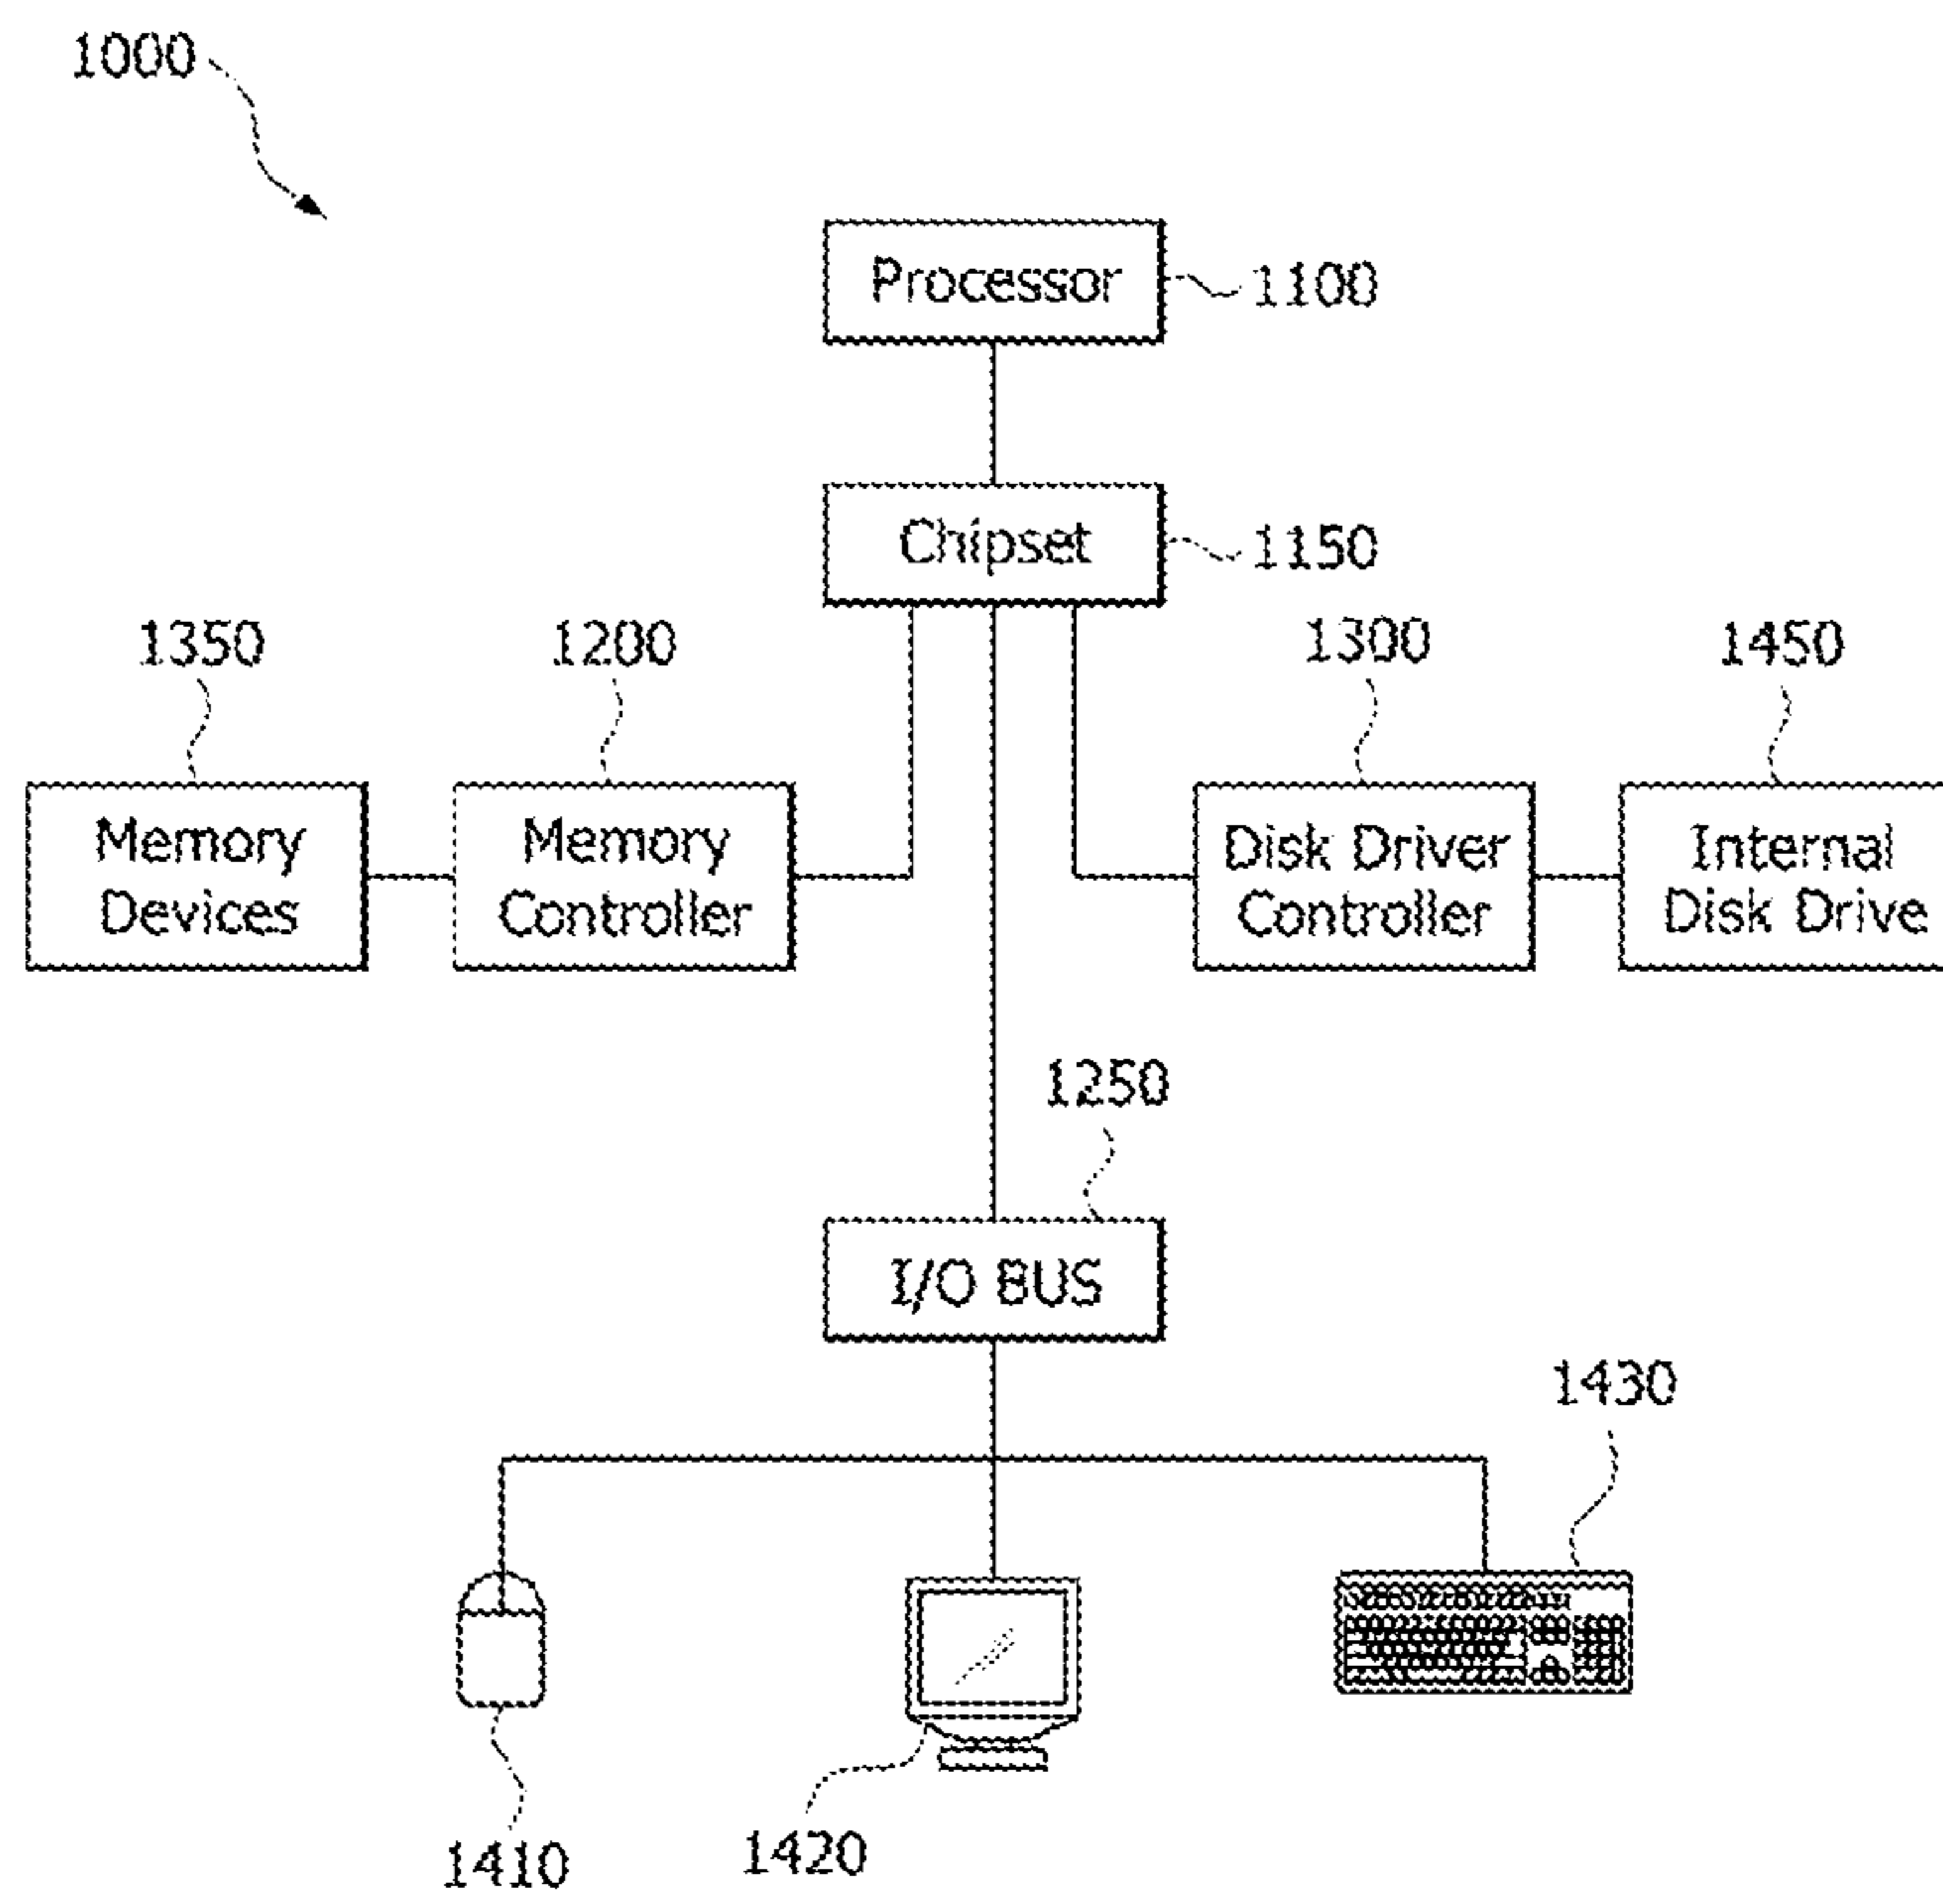 1000
Processor
1100
Chipset
1150
1350
1200
1300
1450
Memory
Devices
Memory
Controller
Disk Driver
Controller
Internal
Disk Drive
1250
I/O BUS
1430
1410
1420